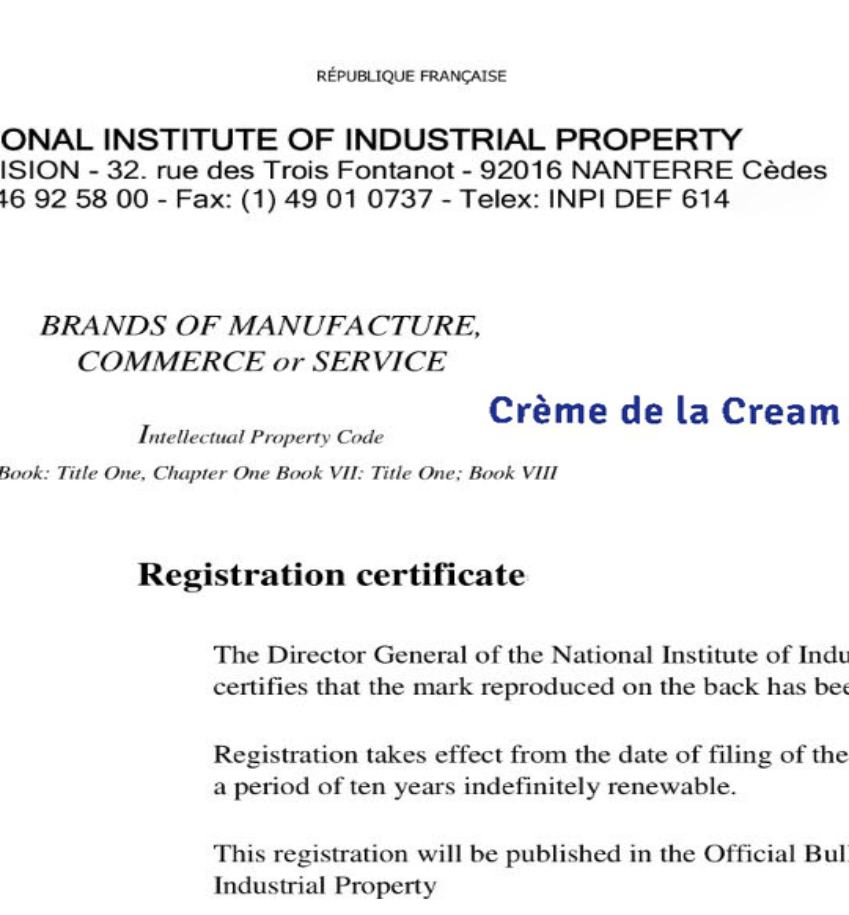 RÉPUBLIQUE FRANÇAISE
ONAL INSTITUTE OF INDUSTRIAL PROPERTY
ISION - 32. rue des Trois Fontanot - 92016 NANTERRE Cèdes
46 92 58 00 - Fax: (1) 49 01 0737 - Telex: INPI DEF 614
BRANDS OF MANUFACTURE,
COMMERCE or SERVICE
Crème de la Cream
Intellectual Property Code
Book: Title One, Chapter One Book VII: Title One; Book VIII
Registration certificate
The Director General of the National Institute of Indu
certifies that the mark reproduced on the back has bee
Registration takes effect from the date of filing of the
a period of ten years indefinitely renewable.
This registration will be published in the Official Bul
Industrial Property